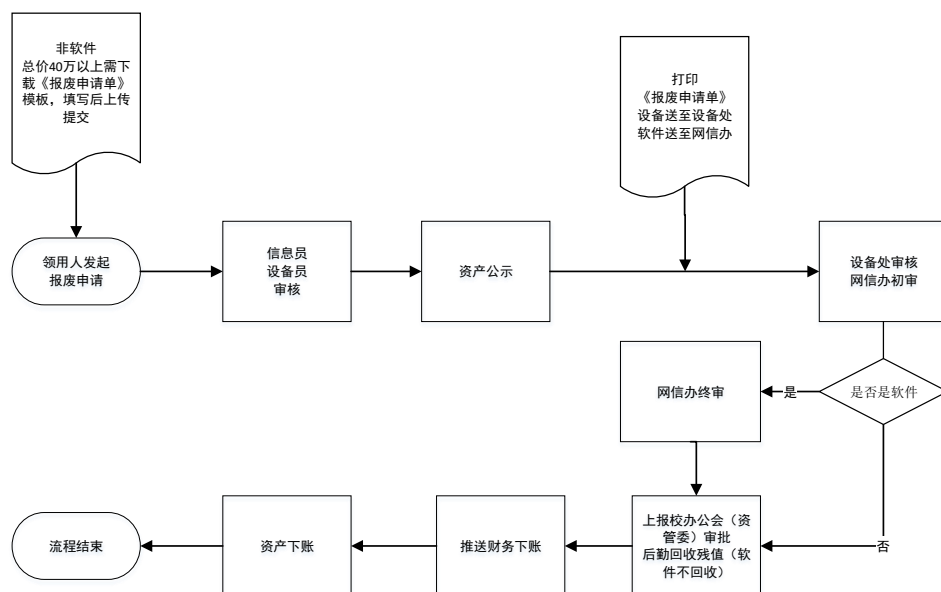 非软件
总价40万以上需下
载《报废申请单》
模板，填写后上传
提交
打印
《报废申请单》
设备送至设备处
软件送至网信办
领用人发起
报废申请
信息员
设备员
审核
资产公示
设备处审核
网信办初审
网信办终审
是
是否是软件
流程结束
资产下账
推送财务下账
上报校办公会（资
管委）审批
后勤回收残值（软
件不回收）
否